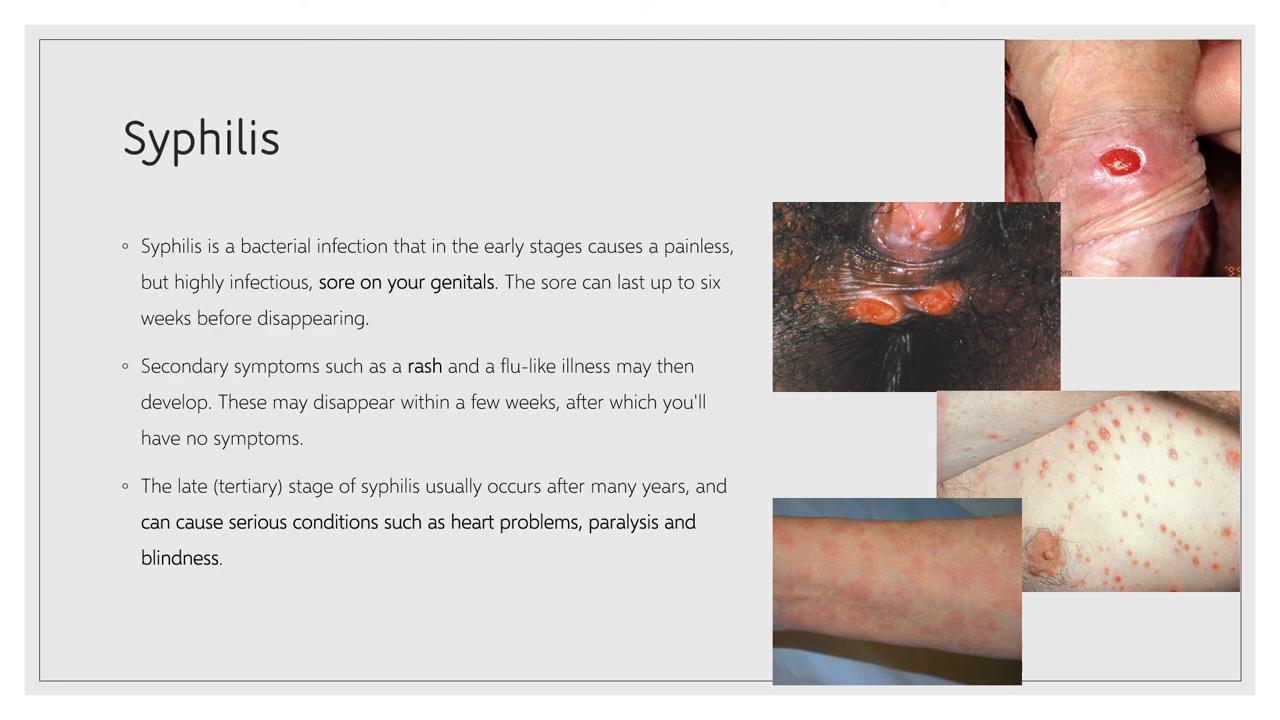 Syphilis
◦ Syphilis is a bacterial infection that in the early stages causes a painless,
but highly infectious, sore on your genitals. The sore can last up to six
weeks before disappearing.
◦ Secondary symptoms such as a rash and a flu-like illness may then
develop. These may disappear within a few weeks, after which you'll
have no symptoms.
◦ The late (tertiary) stage of syphilis usually occurs after many years, and
can cause serious conditions such as heart problems, paralysis and
blindness.